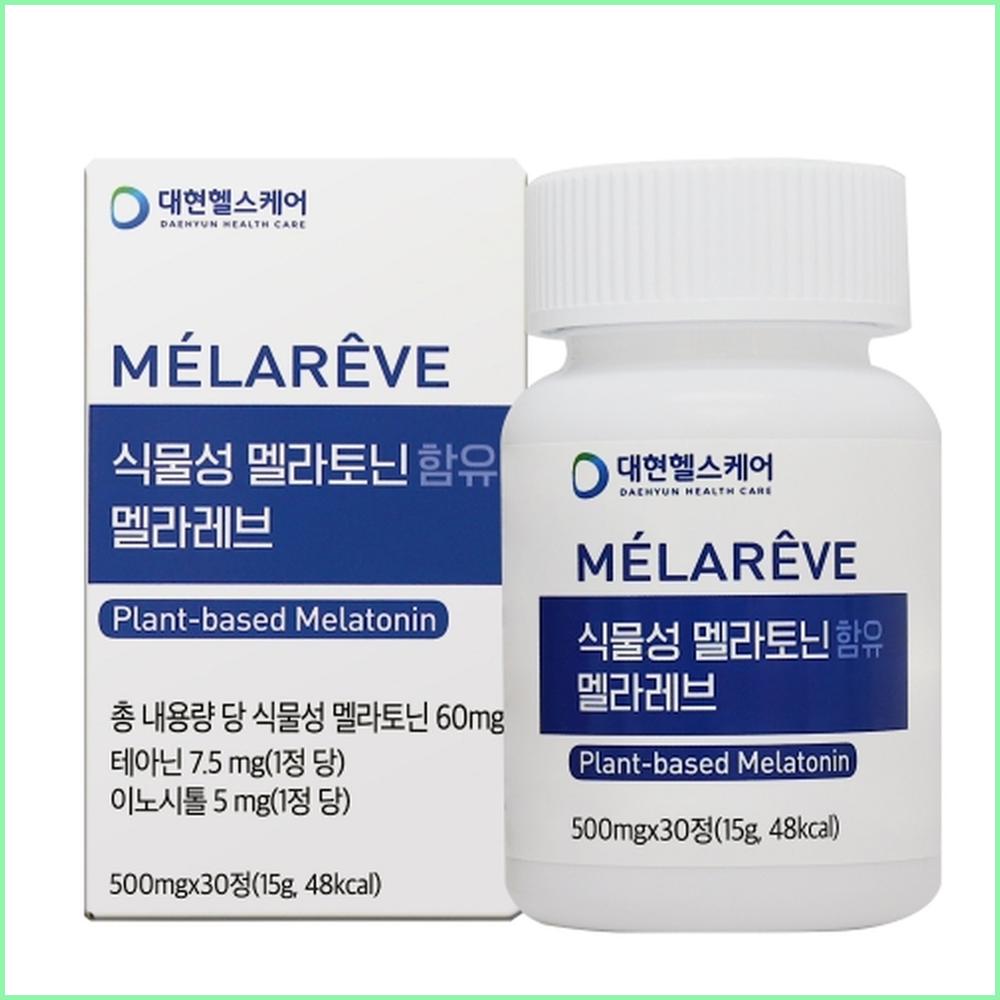 대현헬스케어
DAEHYUN HEALTH CARE
MÉLARÊVE
식물성 멜라토닌 함유
멜라레브
Plant-based Melatonin
총 내용량 당 식물성 멜라토닌 60mg
테아닌 7.5 mg(1정 당)
이노시톨 5 mg(1정 당)
500mgx30정(15g, 48kcal)
대현헬스케어
DAEHYUN HEALTH CARE
MÉLARÊVE
식물성 멜라토닌 함유
멜라레브
Plant-based Melatonin
500mgx30정(15g, 48kcal)